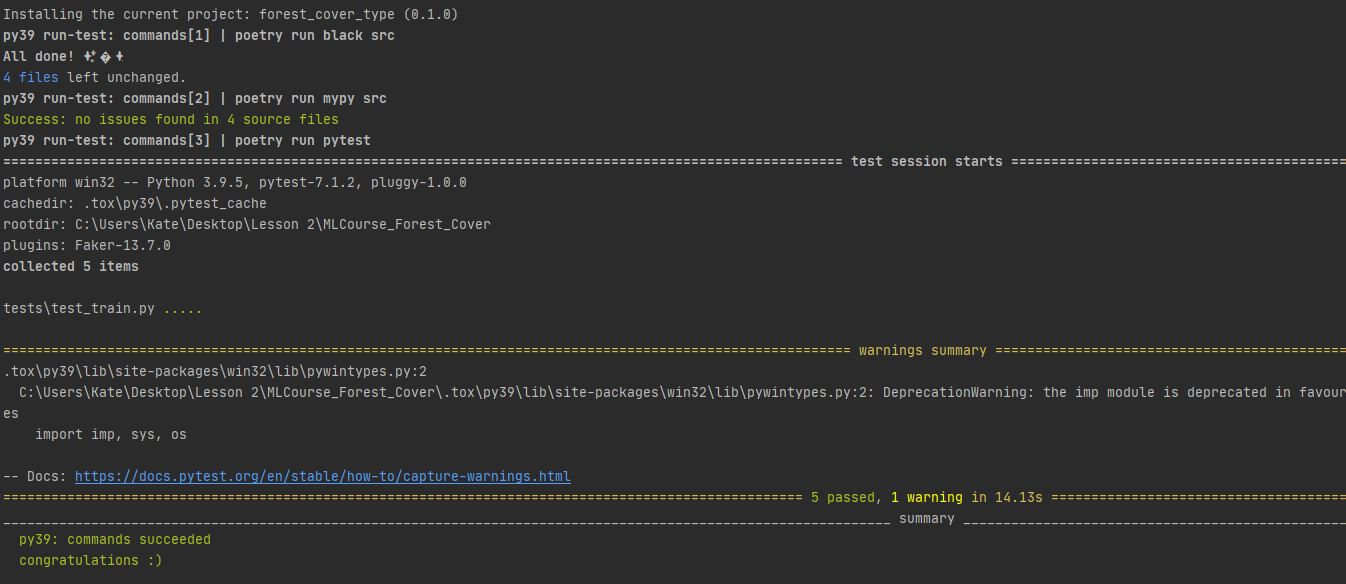 Installing the current project: forest_cover_type (0.1.0)
py39 run-test: commands[1] | poetry run black src
All done! ✨�✨
4 files left unchanged.
py39 run-test: commands[2] | poetry run mypy src
Success: no issues found in 4 source files
py39 run-test: commands[3] | poetry run pytest
========================================================================================================= test session starts ==========================================
platform win32 -- Python 3.9.5, pytest-7.1.2, pluggy-1.0.0
cachedir: .tox\py39\.pytest_cache
rootdir: C:\Users\Kate\Desktop\Lesson 2\MLCourse_Forest_Cover
plugins: Faker-13.7.0
collected 5 items
tests\test_train.py .....
========================================================================================================== warnings summary ============================================
.tox\py39\lib\site-packages\win32\lib\pywintypes.py:2
C:\Users\Kate\Desktop\Lesson 2\MLCourse_Forest_Cover\.tox\py39\lib\site-packages\win32\lib\pywintypes.py:2: DeprecationWarning: the imp module is deprecated in favour
es
import imp, sys, os
-- Docs: https://docs.pytest.org/en/stable/how-to/capture-warnings.html
==================================================================================================== 5 passed, 1 warning in 14.13s =====================================
_______________________________________________________________________________________________________________ summary ________________________________________________
py39: commands succeeded
congratulations :)